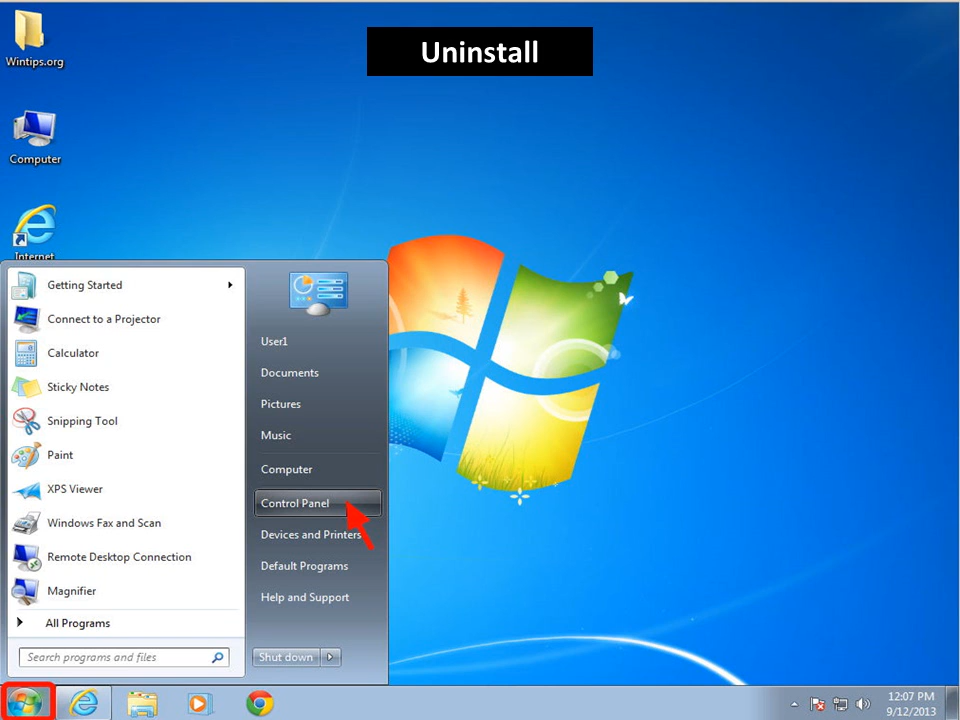 Uninstall
Wintips.org
Computer
Internet
Getting Started
Connect to a Projector
Calculator
Sticky Notes
Snipping Tool
Paint
XPS Viewer
Windows Fax and Scan
Remote Desktop Connection
Magnifier
All Programs
Search programs and files
User1
Documents
Pictures
Music
Computer
Control Panel
Devices and Printers
Default Programs
Help and Support
Shut down
12:07 PM
9/12/2013